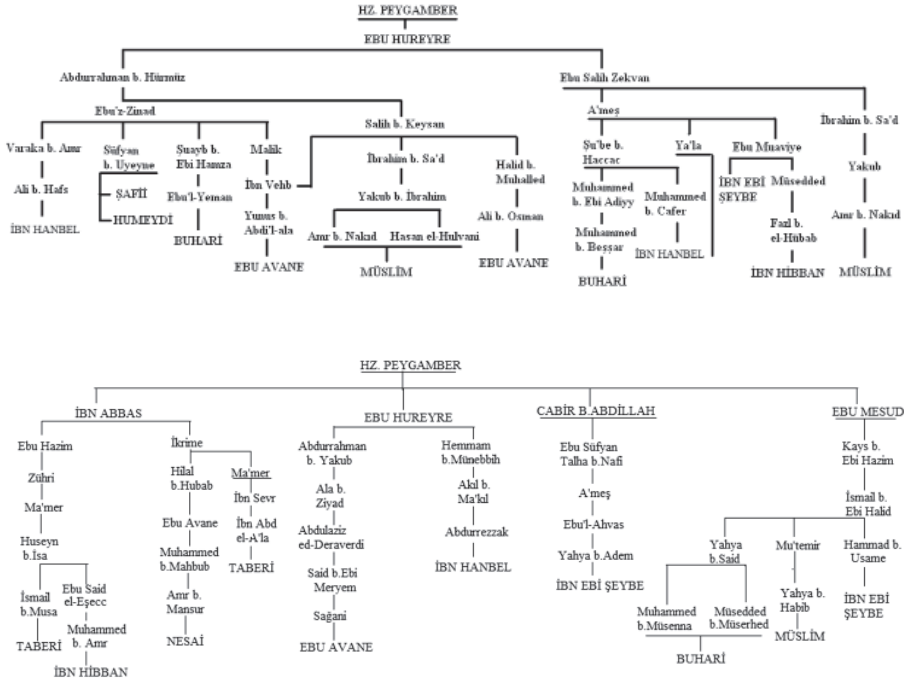 HZ. PEYGAMBER
EBU HUREYRE
Abdurrahman b. Hürmüz
Ebu Salih Zekvan
Ebu'z-Zinad
Salih b. Keysan
A'meş
İbrahim b. Sa'd
Varaka b. Amr
Süfyan
b. Uyeyne
Şuayb b.
Ebi Hamza
Malik
İbrahim b. Sa'd
Halid b.
Muhalled
Şu'be b.
Haccac
Ya'la
Ebu Muaviye
Yakub
Ali b. Hafs
ŞAFİİ
HUMEYDİ
Ebu'l-Yeman
İbn Vehb
Yakub b. İbrahim
Ali b. Osman
Muhammed
b. Ebi Adiyy
Muhammed
b. Cafer
İBN EBİ
ŞEYBE
Müsedded
Amr b. Nakıd
İBN HANBEL
BUHARİ
Yunus b.
Abdi'l-ala
Amr b. Nakıd
Hasan el-Hulvani
Muhammed
b. Beşşar
İBN HANBEL
Fazl b.
el-Hübab
EBU AVANE
MÜSLİM
EBU AVANE
BUHARİ
İBN HİBBAN
MÜSLİM
HZ. PEYGAMBER
İBN ABBAS
EBU HUREYRE
CABİR B.ABDİLLAH
EBU MESUD
Ebu Hazim
Zühri
Ma'mer
Huseyn
b.İsa
İsmail
b.Musa
TABERİ
Ebu Said
el-Eşecc
Muhammed
b. Amr
İBN HİBBAN
İkrime
Hilal
b.Hubab
Ebu Avane
Muhammed
b.Mahbub
Amr b.
Mansur
NESAİ
Ma'mer
İbn Sevr
İbn Abd
el-A'la
TABERİ
Abdurrahman
b. Yakub
Ala b.
Ziyad
Abdulaziz
ed-Deraverdi
Said b.Ebi
Meryem
Sağani
EBU AVANE
Hemmam
b.Münebbih
Akıl b.
Ma'kıl
Abdurrezzak
İBN HANBEL
Ebu Süfyan
Talha b.Nafi
A'meş
Ebu'l-Ahvas
Yahya b.Adem
İBN EBİ ŞEYBE
Kays b.
Ebi Hazim
İsmail b.
Ebi Halid
Yahya
b.Said
Muhammed
b.Müsenna
Müsedded
b.Müserhed
BUHARİ
Mu'temir
Yahya b.
Habib
MÜSLİM
Hammad b.
Usame
İBN EBİ
ŞEYBE